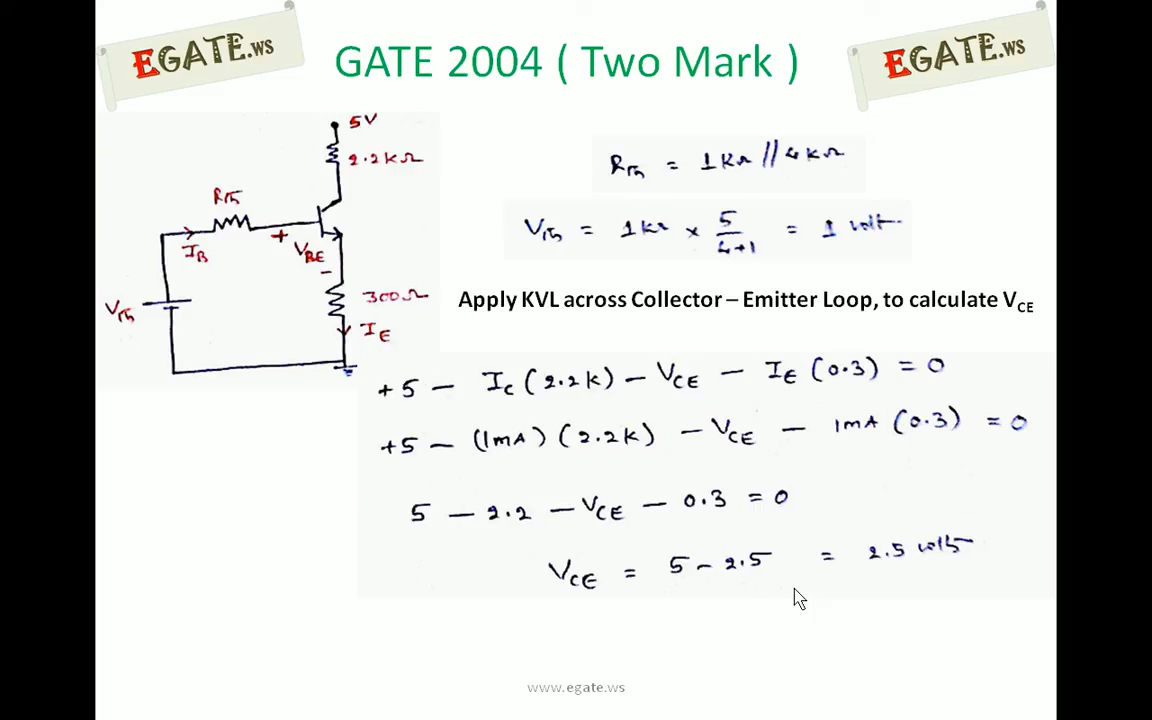 EGATE.ws
GATE 2004 ( Two Mark )
EGATE.ws
5V
2.2kΩ
Rth
IB
+
VBE
-
300Ω
IE
Vth
Rth = 1KΩ // 4KΩ
Vth = 1KΩ × 5/4+1 = 1 volt
Apply KVL across Collector – Emitter Loop, to calculate VCE
+5 - Ic (2.2k) - VCE - IE (0.3) = 0
+5 - (1mA) (2.2k) - VCE - 1mA (0.3) = 0
5 - 2.2 - VCE - 0.3 = 0
VCE = 5 - 2.5 = 2.5 volts
www.egate.ws